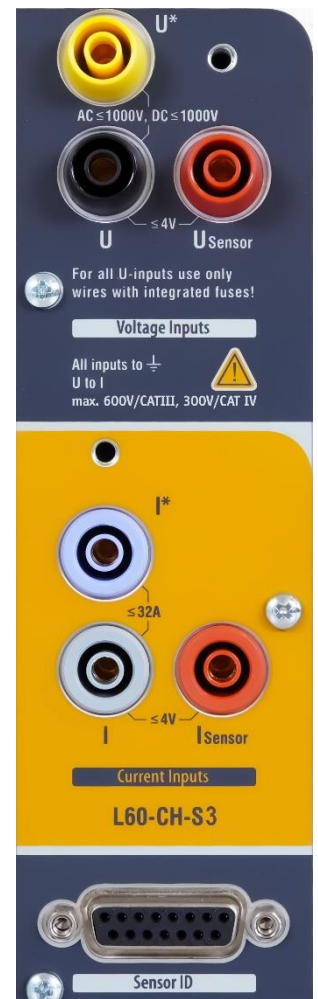 U*
AC≤1000V, DC≤1000V
≤4V
U
U Sensor
For all U-inputs use only
wires with integrated fuses!
Voltage Inputs
All inputs to ⏚
U to I
max. 600V/CATIII, 300V/CAT IV
I*
≤32A
≤4V
I
I Sensor
Current Inputs
L60-CH-S3
Sensor ID